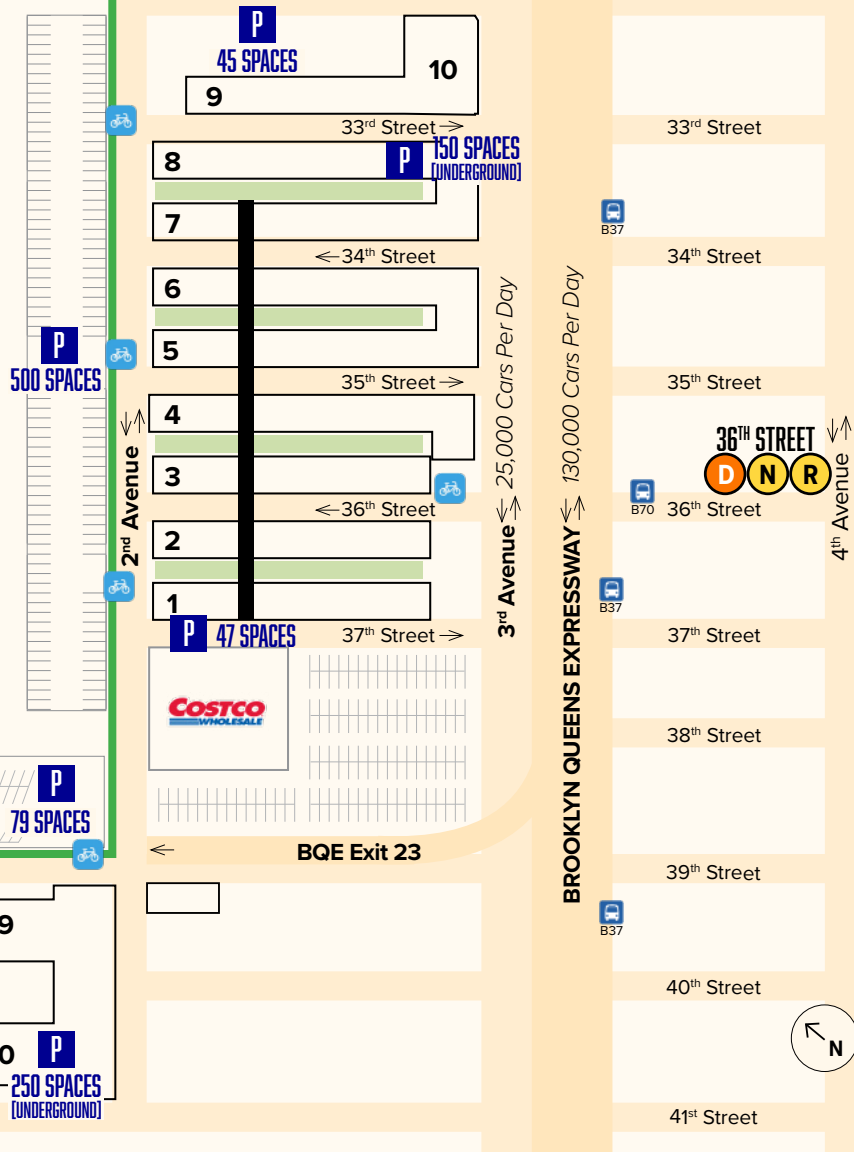 P
45 SPACES
10
9
33rd Street
33rd Street
P
150 SPACES
[UNDERGROUND]
8
7
B37
34th Street
34th Street
6
5
P
500 SPACES
35th Street
35th Street
25,000 Cars Per Day
130,000 Cars Per Day
4
3
36TH STREET
D N R
B70
36th Street
36th Street
2nd Avenue
3rd Avenue
BROOKLYN QUEENS EXPRESSWAY
4th Avenue
2
1
B37
P
47 SPACES
37th Street
37th Street
COSTCO
WHOLESALE
38th Street
P
79 SPACES
BQE Exit 23
39th Street
9
B37
40th Street
N
0
P
250 SPACES
[UNDERGROUND]
41st Street